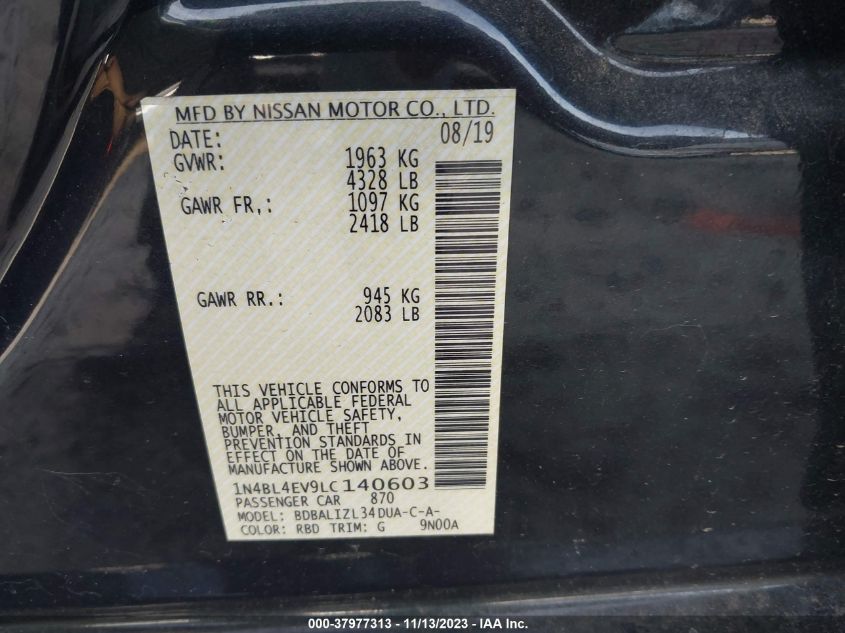 MFD BY NISSAN MOTOR CO., LTD.
DATE: 08/19
GVWR: 1963 KG
4328 LB
GAWR FR,: 1097 KG
2418 LB
GAWR RR.: 945 KG
2083 LB
THIS VEHICLE CONFORMS TO
ALL APPLICABLE FEDERAL
MOTOR VEHICLE SAFETY,
BUMPER, AND THEFT
PREVENTION STANDARDS IN
EFFECT ON THE DATE OF
MANUFACTURE SHOWN ABOVE.
1N4BL4EV9LC140603
PASSENGER CAR 870
MODEL: BDBALIZL34DUA-C-A-
COLOR: RBD TRIM: G 9N00A
000-37977313 - 11/13/2023 - IAA Inc.